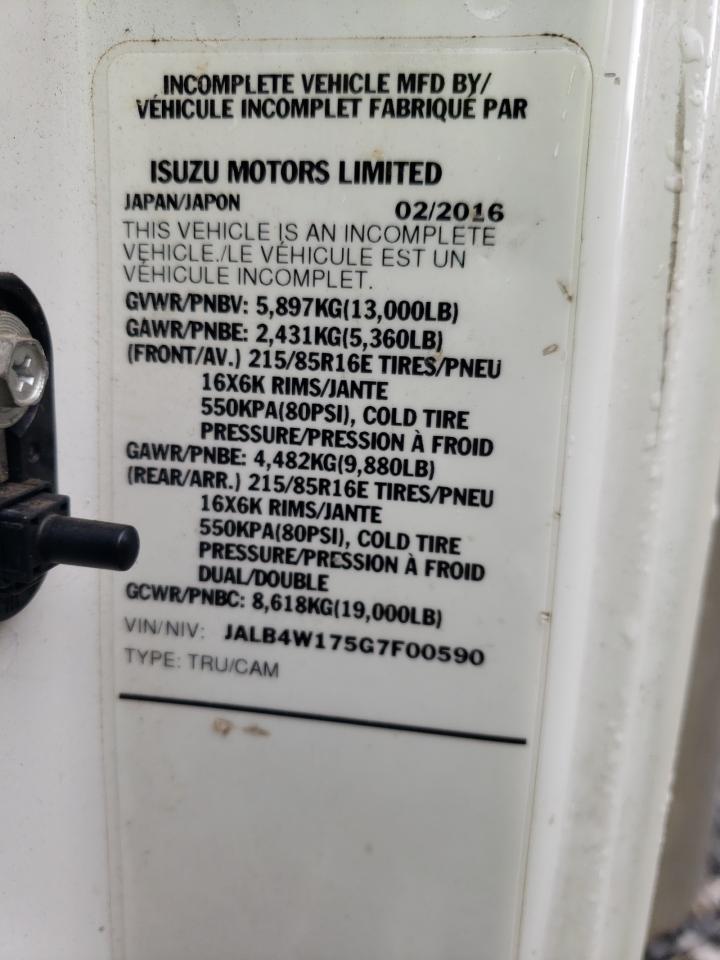 INCOMPLETE VEHICLE MFD BY/
VÉHICULE INCOMPLET FABRIQUÉ PAR
ISUZU MOTORS LIMITED
JAPAN/JAPON 02/2016
THIS VEHICLE IS AN INCOMPLETE
VEHICLE./LE VÉHICULE EST UN
VÉHICULE INCOMPLET.
GVWR/PNBV: 5,897KG(13,000LB)
GAWR/PNBE: 2,431KG(5,360LB)
(FRONT/AV.) 215/85R16E TIRES/PNEU
16X6K RIMS/JANTE
550KPA(80PSI), COLD TIRE
PRESSURE/PRESSION À FROID
GAWR/PNBE: 4,482KG(9,880LB)
(REAR/ARR.) 215/85R16E TIRES/PNEU
16X6K RIMS/JANTE
550KPA(80PSI), COLD TIRE
PRESSURE/PRESSION À FROID
DUAL/DOUBLE
GCWR/PNBC: 8,618KG(19,000LB)
VIN/NIV: JALB4W175G7F00590
TYPE: TRU/CAM